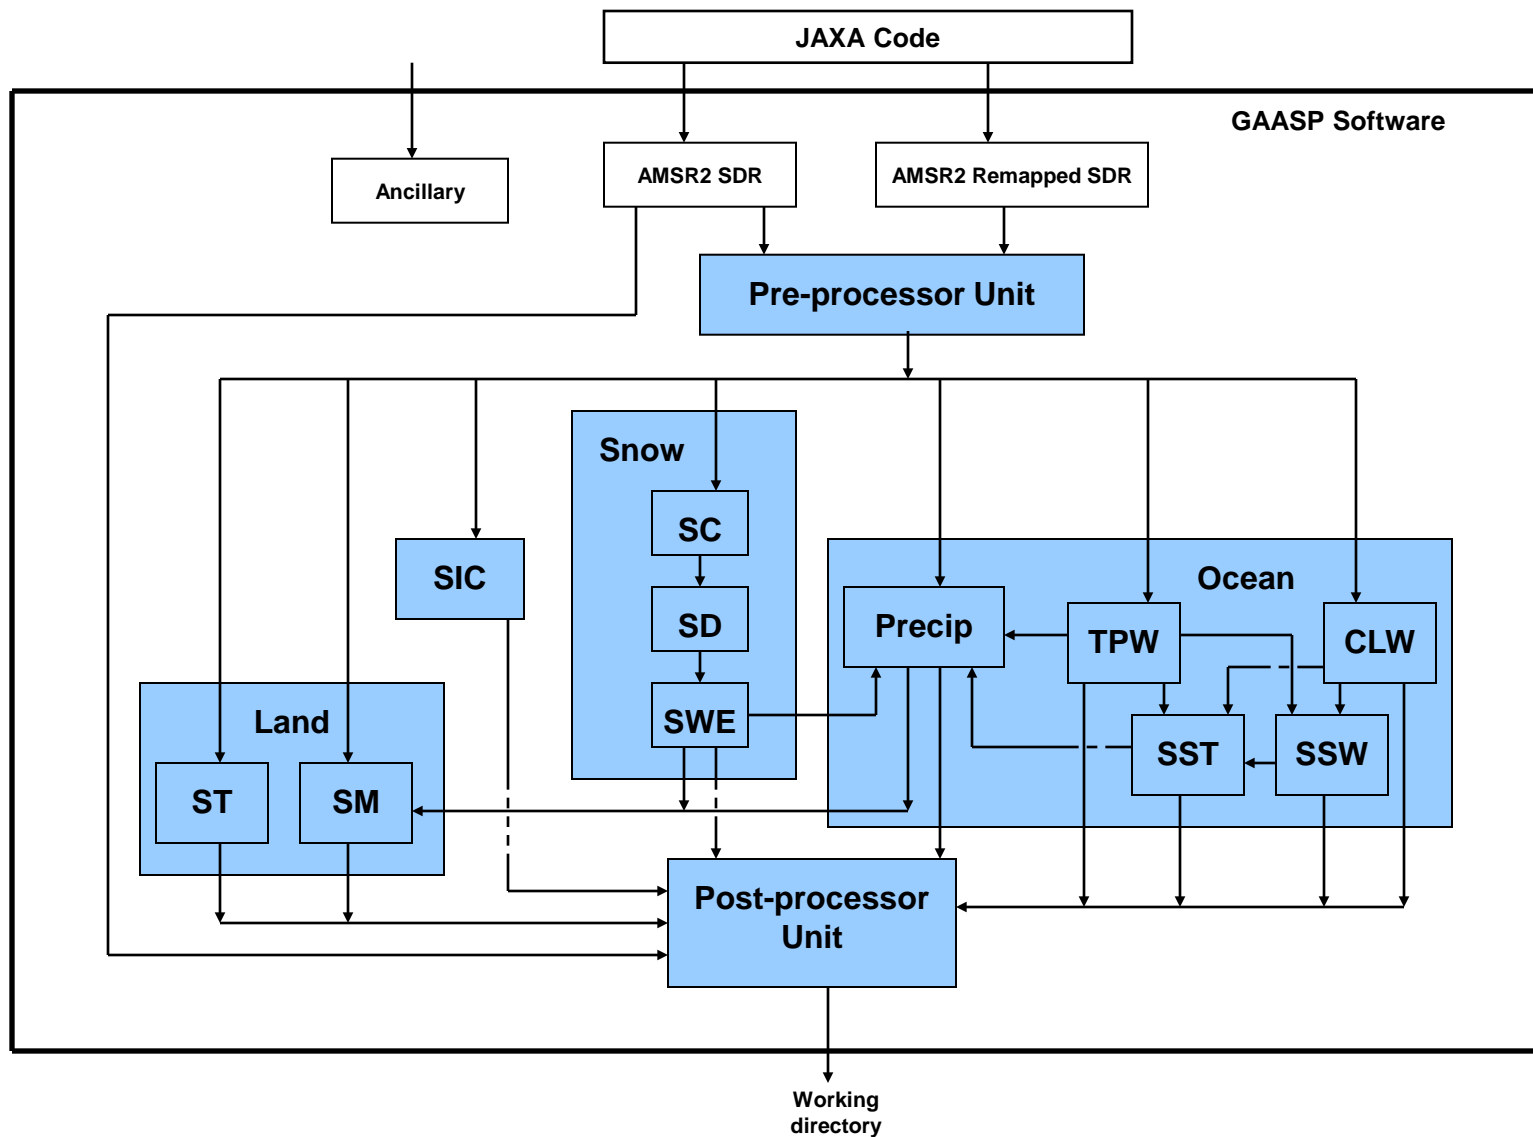 JAXA Code
GAASP Software
Ancillary
AMSR2 SDR
AMSR2 Remapped SDR
Pre-processor Unit
Snow
SC
SIC
SD
SWE
Ocean
Precip
TPW
CLW
SST
SSW
Land
ST
SM
Post-processor
Unit
Working
directory